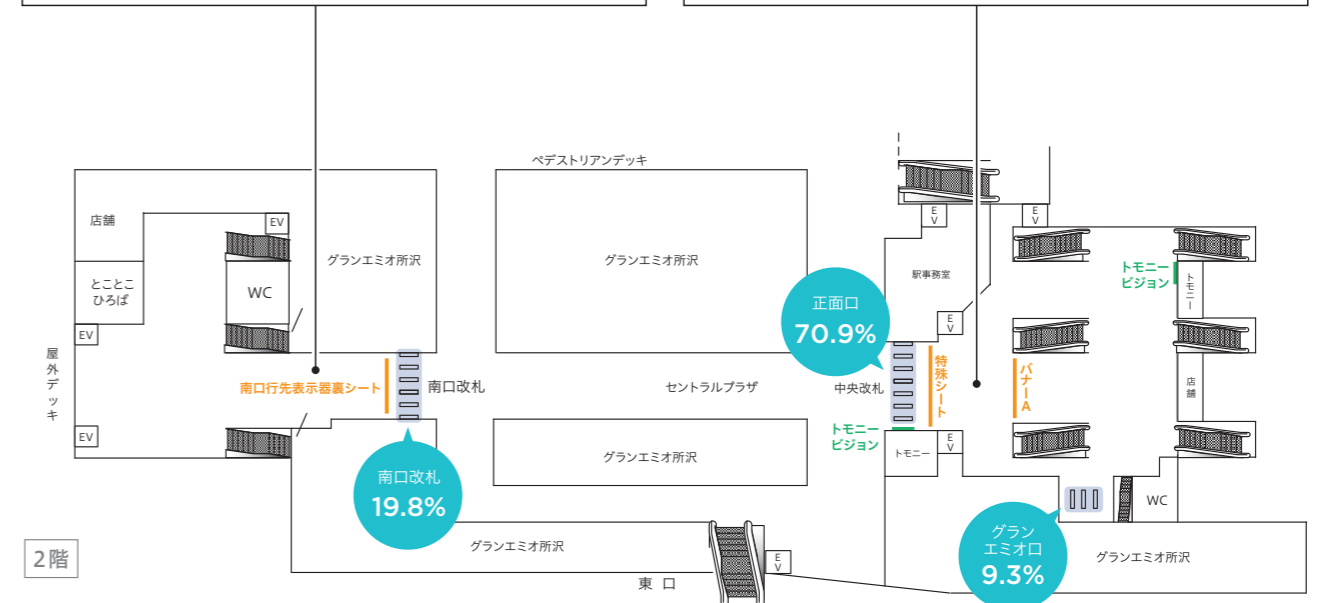 ペデストリアンデッキ
店舗
EV
グランエミオ所沢
グランエミオ所沢
とことこ
ひろば
WC
EV
屋外デッキ
南口行先表示器裏シート
南口改札
セントラルプラザ
EV
南口改札
19.8%
グランエミオ所沢
グランエミオ所沢
2階
東口
EV
EV
EV
駅事務室
EV
正面口
70.9%
中央改札
特殊シート
バナーA
トモニー
ビジョン
トモニー
店舗
トモニー
ビジョン
トモニー
EV
WC
グラン
エミオ口
9.3%
グランエミオ所沢